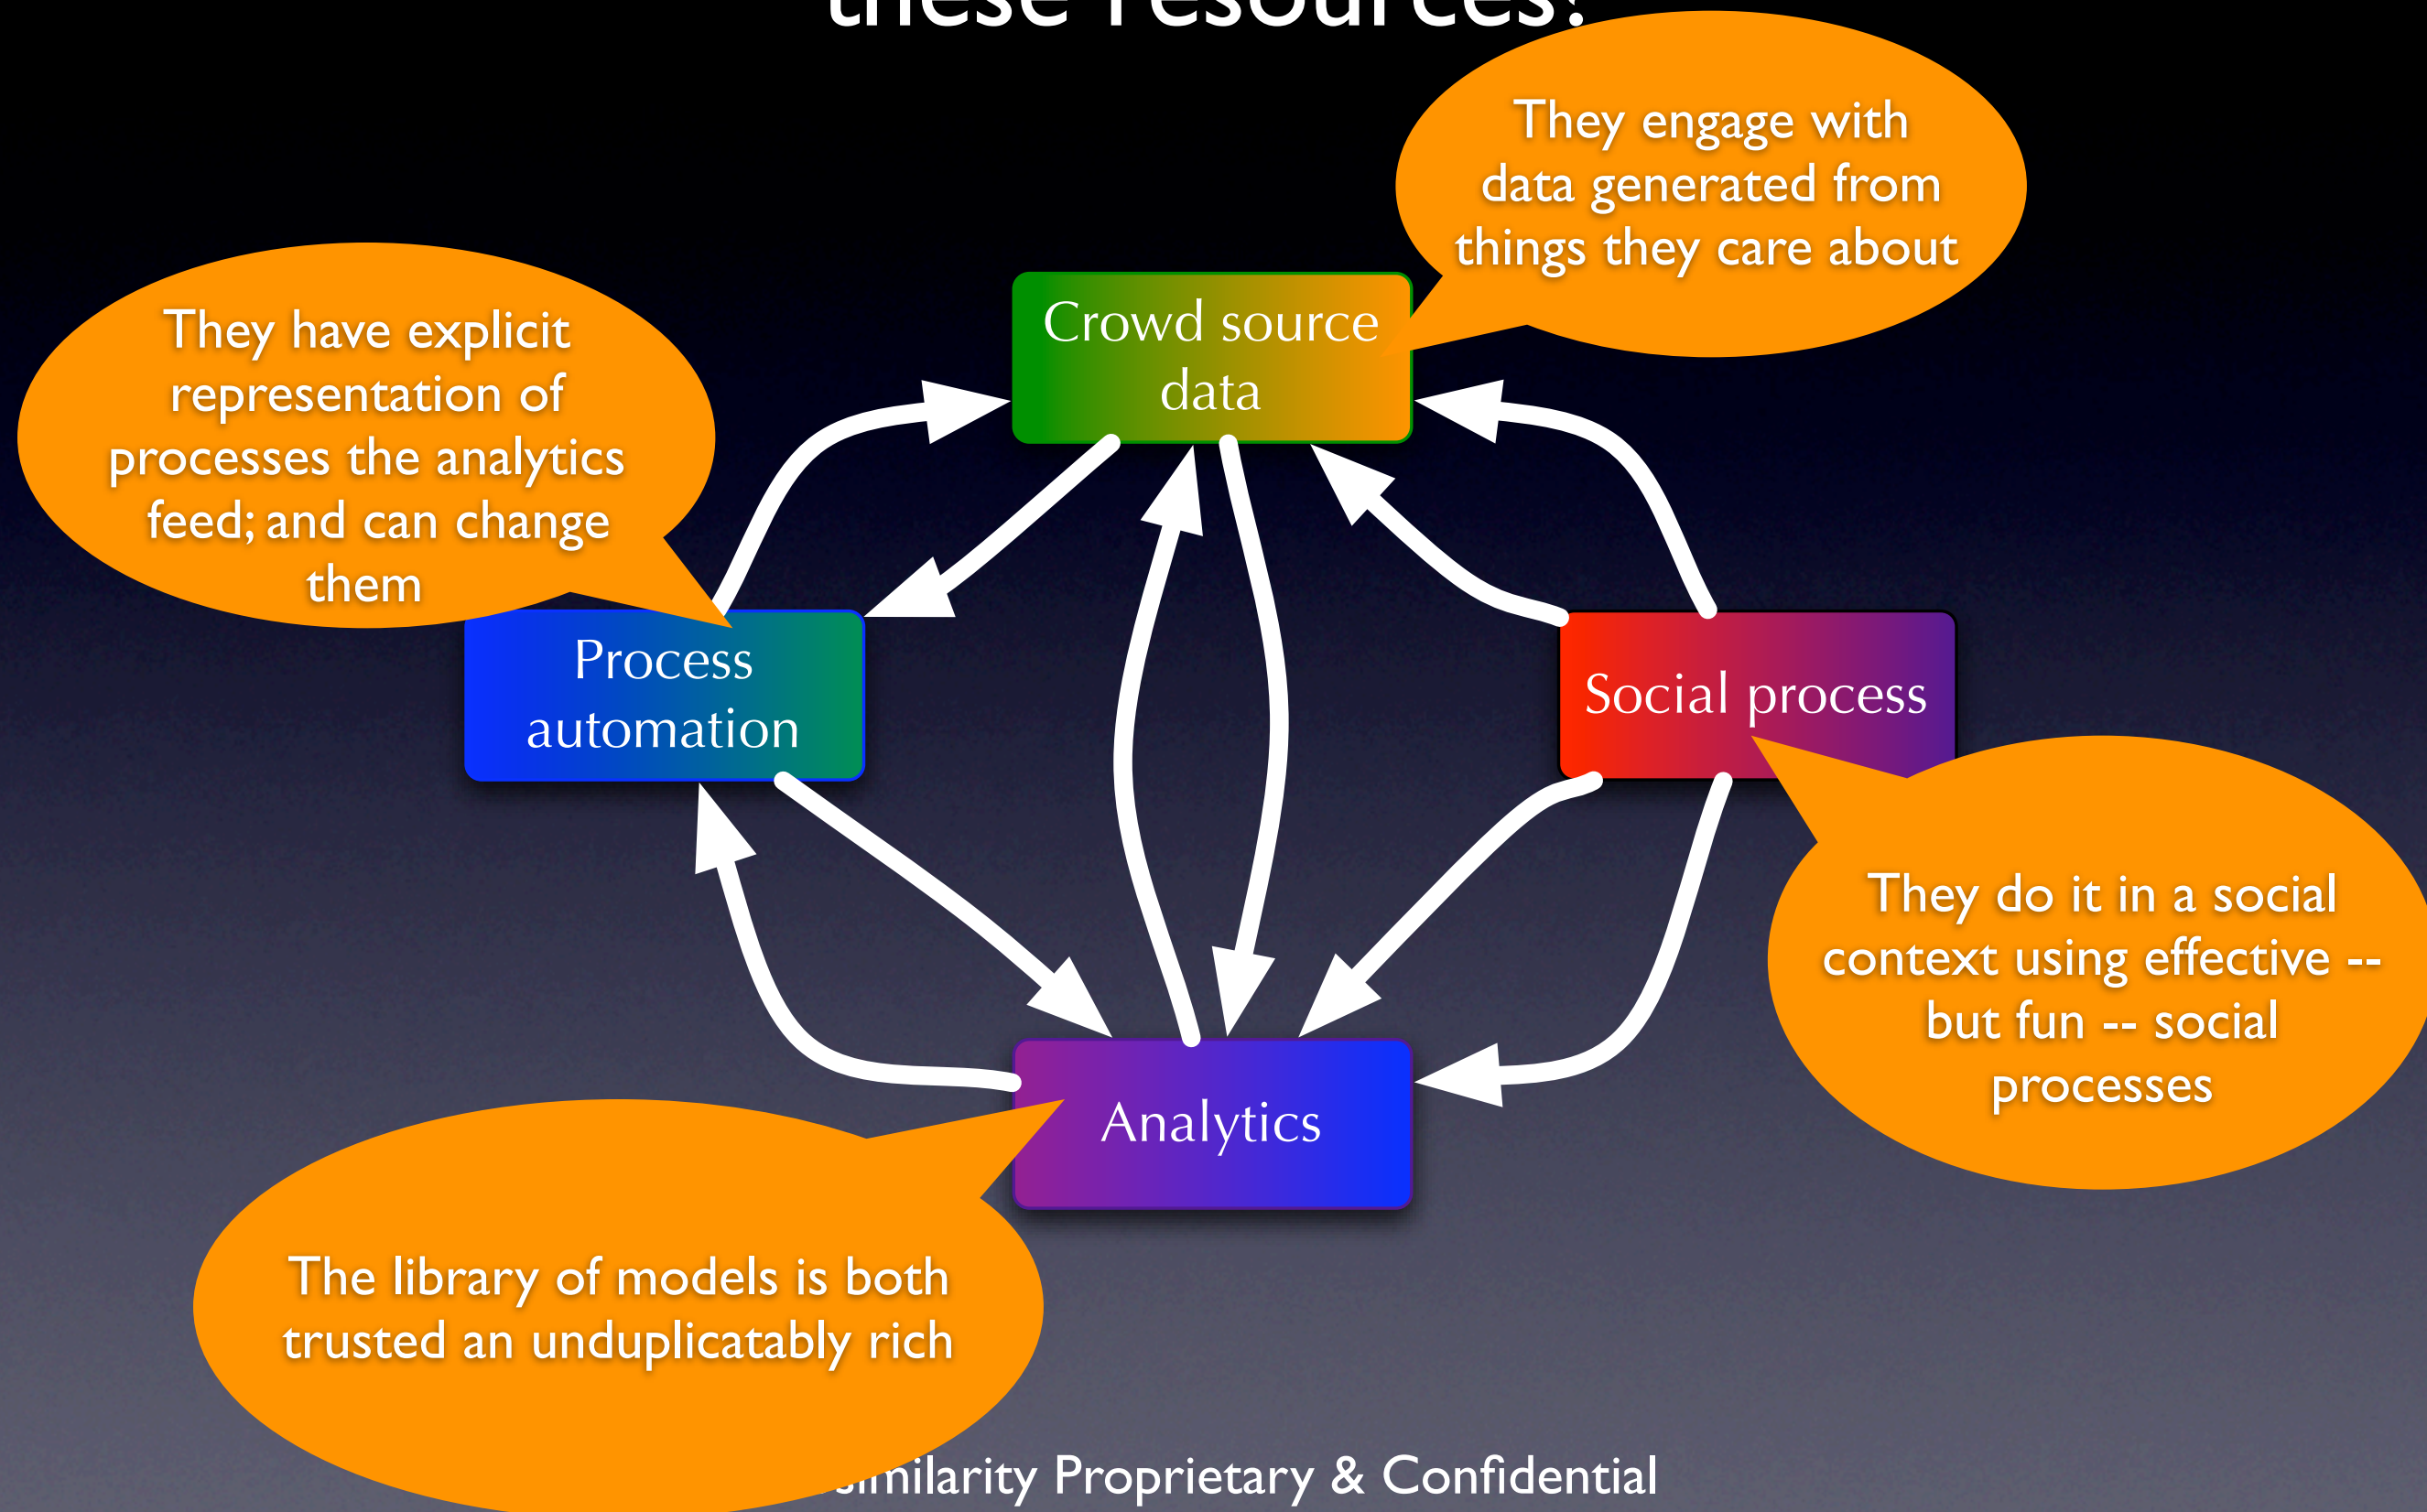 these resources?
They engage with
data generated from
things they care about
They have explicit
representation of
processes the analytics
feed; and can change
them
Crowd source
data
Process
automation
Social process
They do it in a social
context using effective --
but fun -- social
processes
Analytics
The library of models is both
trusted an unduplicatably rich
Proprietary & Confidential